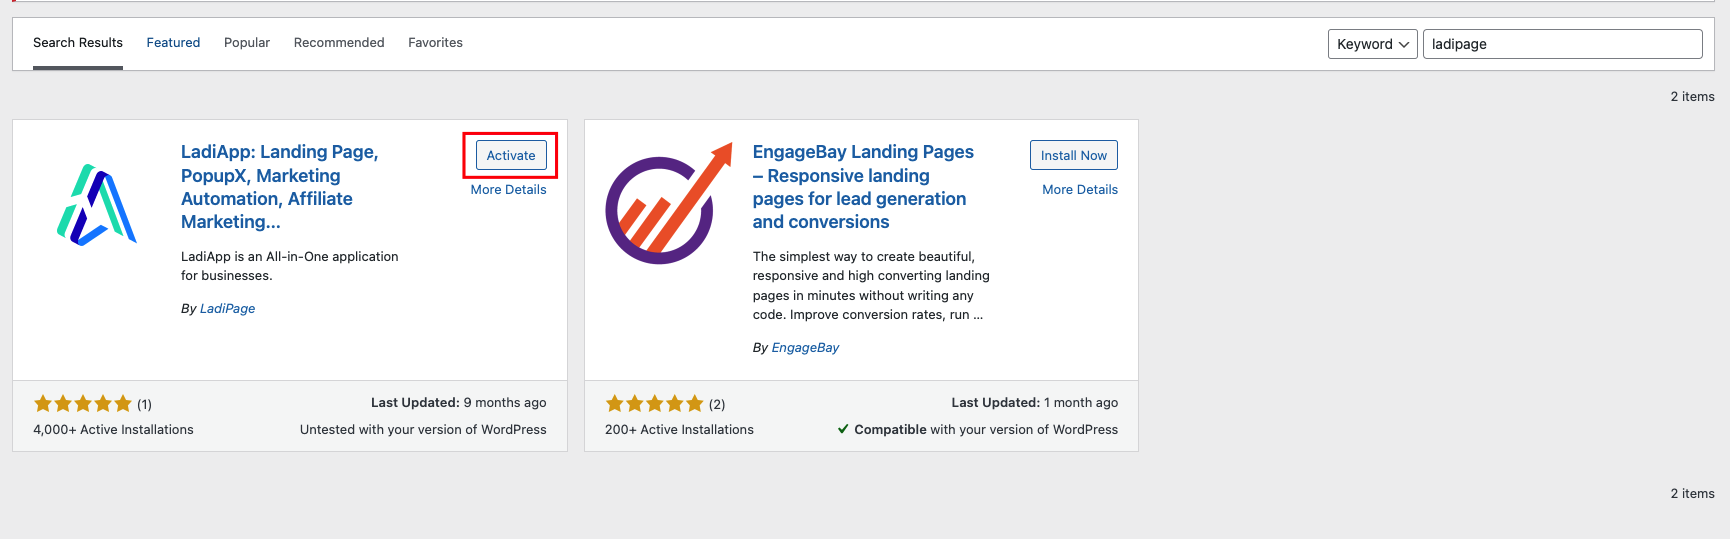 Search Results Featured Popular Recommended Favorites Keyword ladipage
2 items
LadiApp: Landing Page,
PopupX, Marketing
Automation, Affiliate
Marketing...
Activate
More Details
LadiApp is an All-in-One application
for businesses.
By LadiPage
(1)
Last Updated: 9 months ago
4,000+ Active Installations
Untested with your version of WordPress
EngageBay Landing Pages
– Responsive landing
pages for lead generation
and conversions
Install Now
More Details
The simplest way to create beautiful,
responsive and high converting landing
pages in minutes without writing any
code. Improve conversion rates, run ...
By EngageBay
(2)
Last Updated: 1 month ago
200+ Active Installations
Compatible with your version of WordPress
2 items